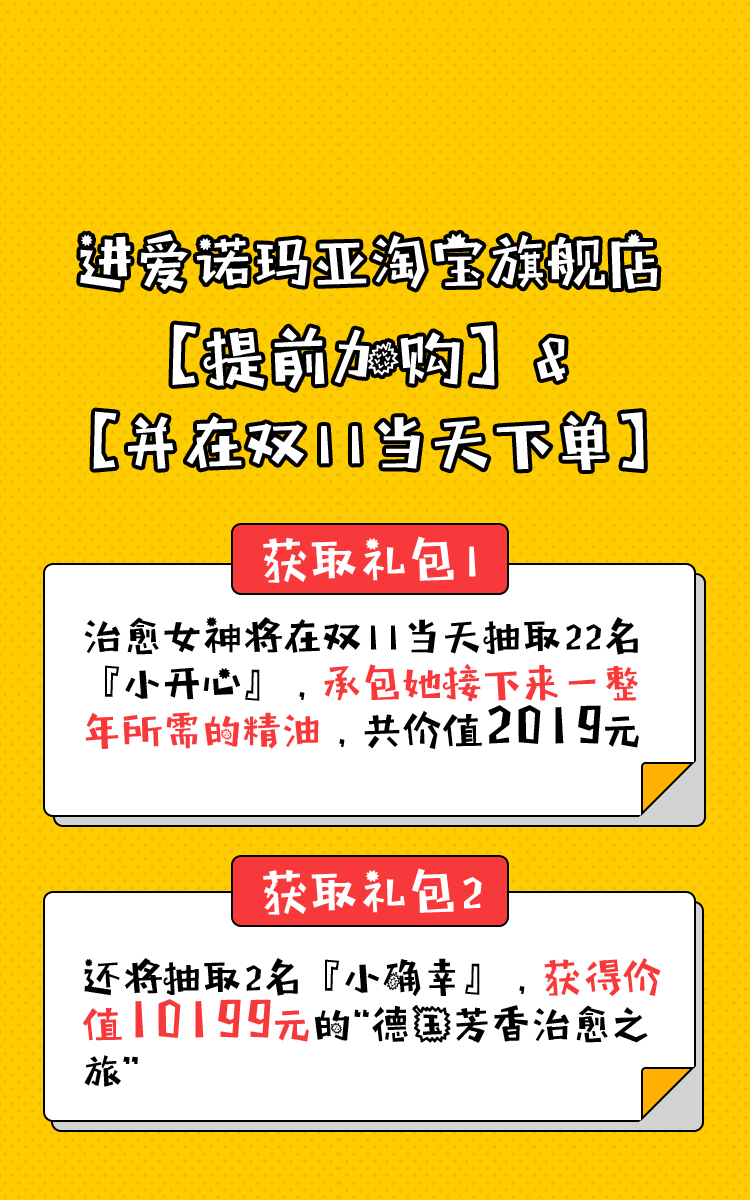 进爱诺玛亚淘宝旗舰店
【提前加购】&
【并在双11当天下单】
获取礼包1
治愈女神将在双11当天抽取22名
『小开心』，承包她接下来一整
年所需的精油，共价值2019元
获取礼包2
还将抽取2名『小确幸』，获得价
值10199元的“德国芳香治愈之
旅”